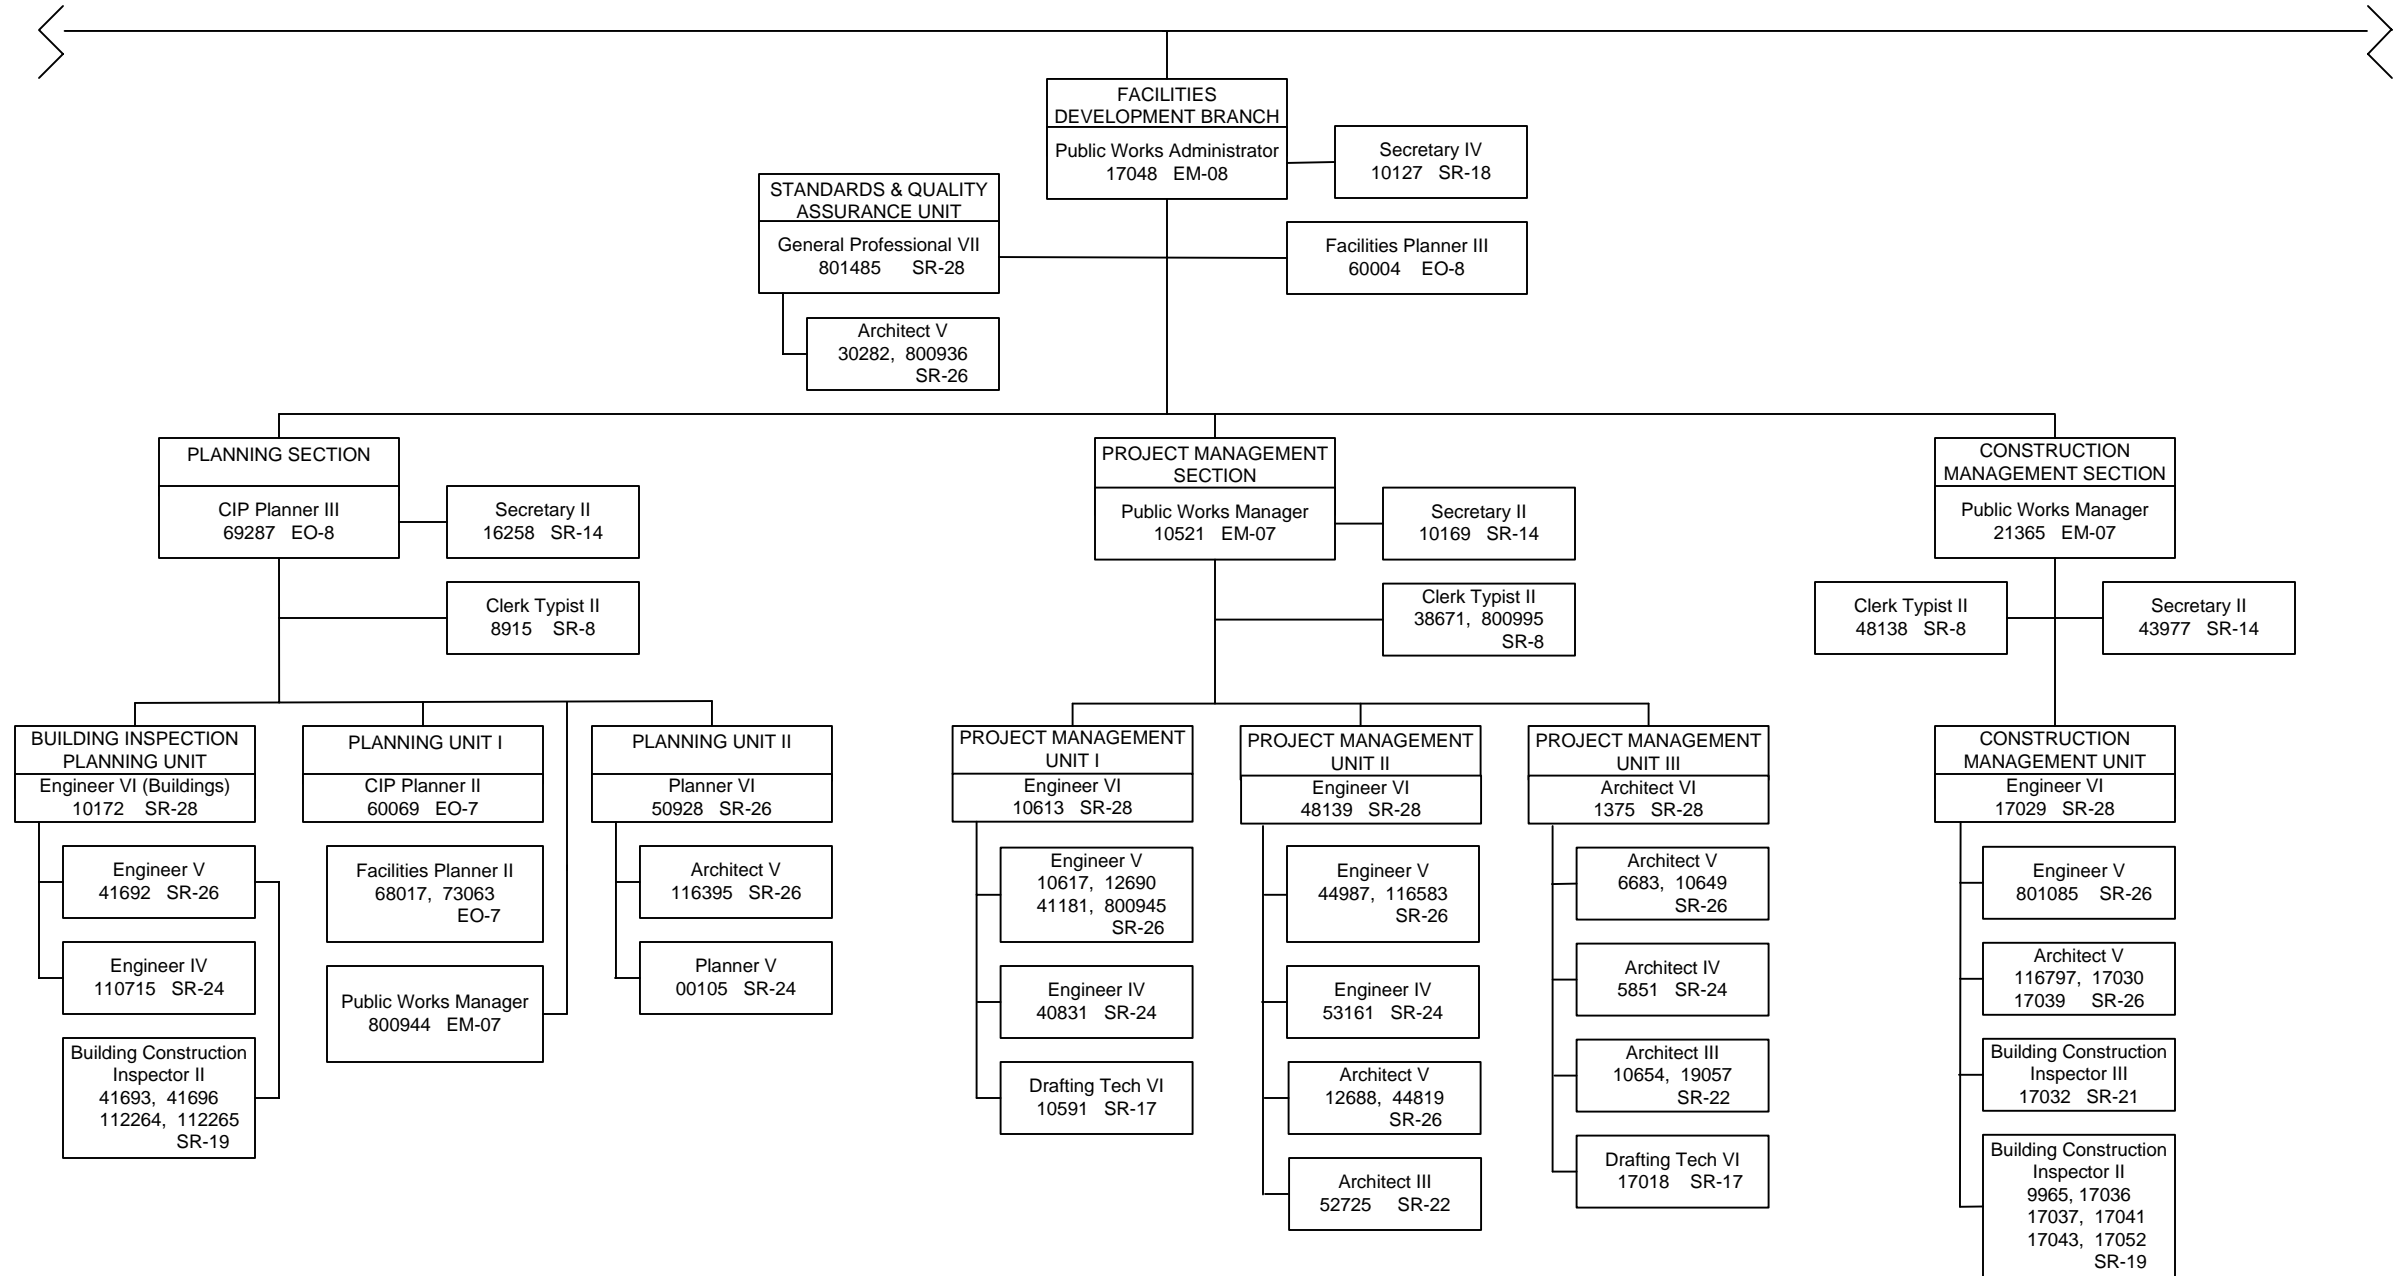 FACILITIES
DEVELOPMENT BRANCH
Public Works Administrator
17048 EM-08
Secretary IV
10127 SR-18
STANDARDS & QUALITY
ASSURANCE UNIT
General Professional VII
801485 SR-28
Facilities Planner III
60004 EO-8
Architect V
30282, 800936
SR-26
PLANNING SECTION
CIP Planner III
69287 EO-8
Secretary II
16258 SR-14
Clerk Typist II
8915 SR-8
PROJECT MANAGEMENT
SECTION
Public Works Manager
10521 EM-07
Secretary II
10169 SR-14
Clerk Typist II
38671, 800995
SR-8
CONSTRUCTION
MANAGEMENT SECTION
Public Works Manager
21365 EM-07
Clerk Typist II
48138 SR-8
Secretary II
43977 SR-14
BUILDING INSPECTION
PLANNING UNIT
Engineer VI (Buildings)
10172 SR-28
Engineer V
41692 SR-26
Engineer IV
110715 SR-24
Building Construction
Inspector II
41693, 41696
112264, 112265
SR-19
PLANNING UNIT I
CIP Planner II
60069 EO-7
Facilities Planner II
68017, 73063
EO-7
Public Works Manager
800944 EM-07
PLANNING UNIT II
Planner VI
50928 SR-26
Architect V
116395 SR-26
Planner V
00105 SR-24
PROJECT MANAGEMENT
UNIT I
Engineer VI
10613 SR-28
Engineer V
10617, 12690
41181, 800945
SR-26
Engineer IV
40831 SR-24
Drafting Tech VI
10591 SR-17
PROJECT MANAGEMENT
UNIT II
Engineer VI
48139 SR-28
Engineer V
44987, 116583
SR-26
Engineer IV
53161 SR-24
Architect V
12688, 44819
SR-26
Architect III
52725 SR-22
PROJECT MANAGEMENT
UNIT III
Architect VI
1375 SR-28
Architect V
6683, 10649
SR-26
Architect IV
5851 SR-24
Architect III
10654, 19057
SR-22
Drafting Tech VI
17018 SR-17
CONSTRUCTION
MANAGEMENT UNIT
Engineer VI
17029 SR-28
Engineer V
801085 SR-26
Architect V
116797, 17030
17039 SR-26
Building Construction
Inspector III
17032 SR-21
Building Construction
Inspector II
9965, 17036
17037, 17041
17043, 17052
SR-19